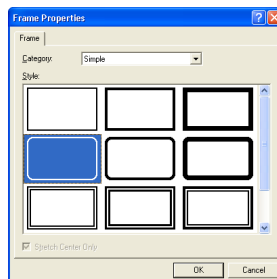 Frame Properties
Frame
Category: Simple
Style:
Stretch Center Only
OK Cancel